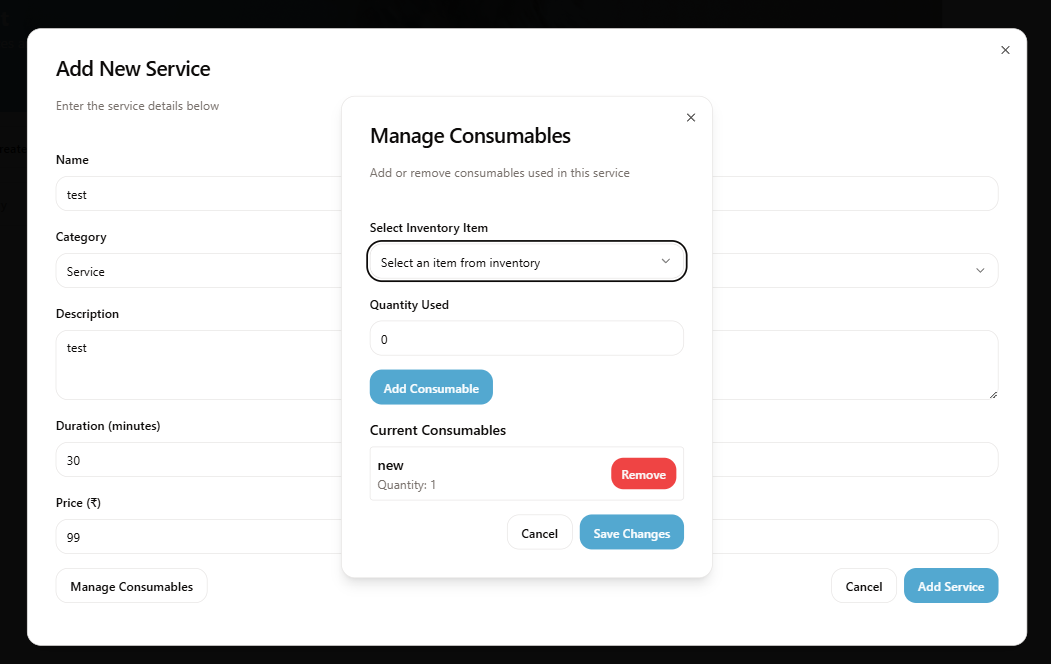 Add New Service
Enter the service details below
Name
test
Category
Service
Description
test
Duration (minutes)
30
Price (₹)
99
Manage Consumables
Cancel
Add Service
Manage Consumables
Add or remove consumables used in this service
Select Inventory Item
Select an item from inventory
Quantity Used
0
Add Consumable
Current Consumables
new
Quantity: 1
Remove
Cancel
Save Changes